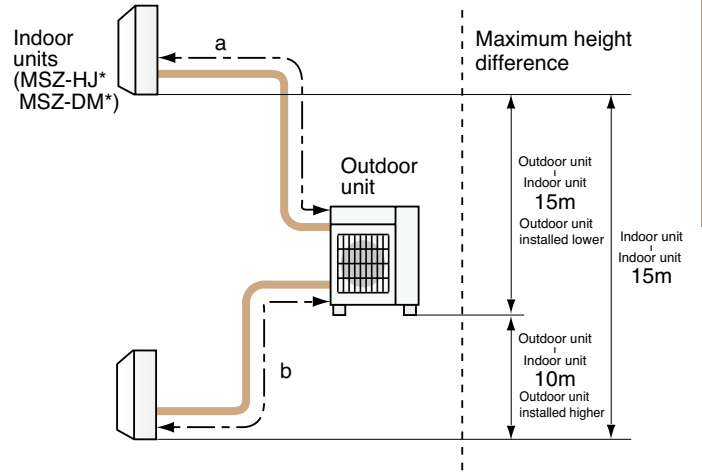 Indoor
units
(MSZ-HJ*
MSZ-DM*)
a
Maximum height
difference
Outdoor
unit
Outdoor unit
Indoor unit
15m
Outdoor unit
installed lower
Indoor unit
Indoor unit
15m
b
Outdoor unit
Indoor unit
10m
Outdoor unit
installed higher